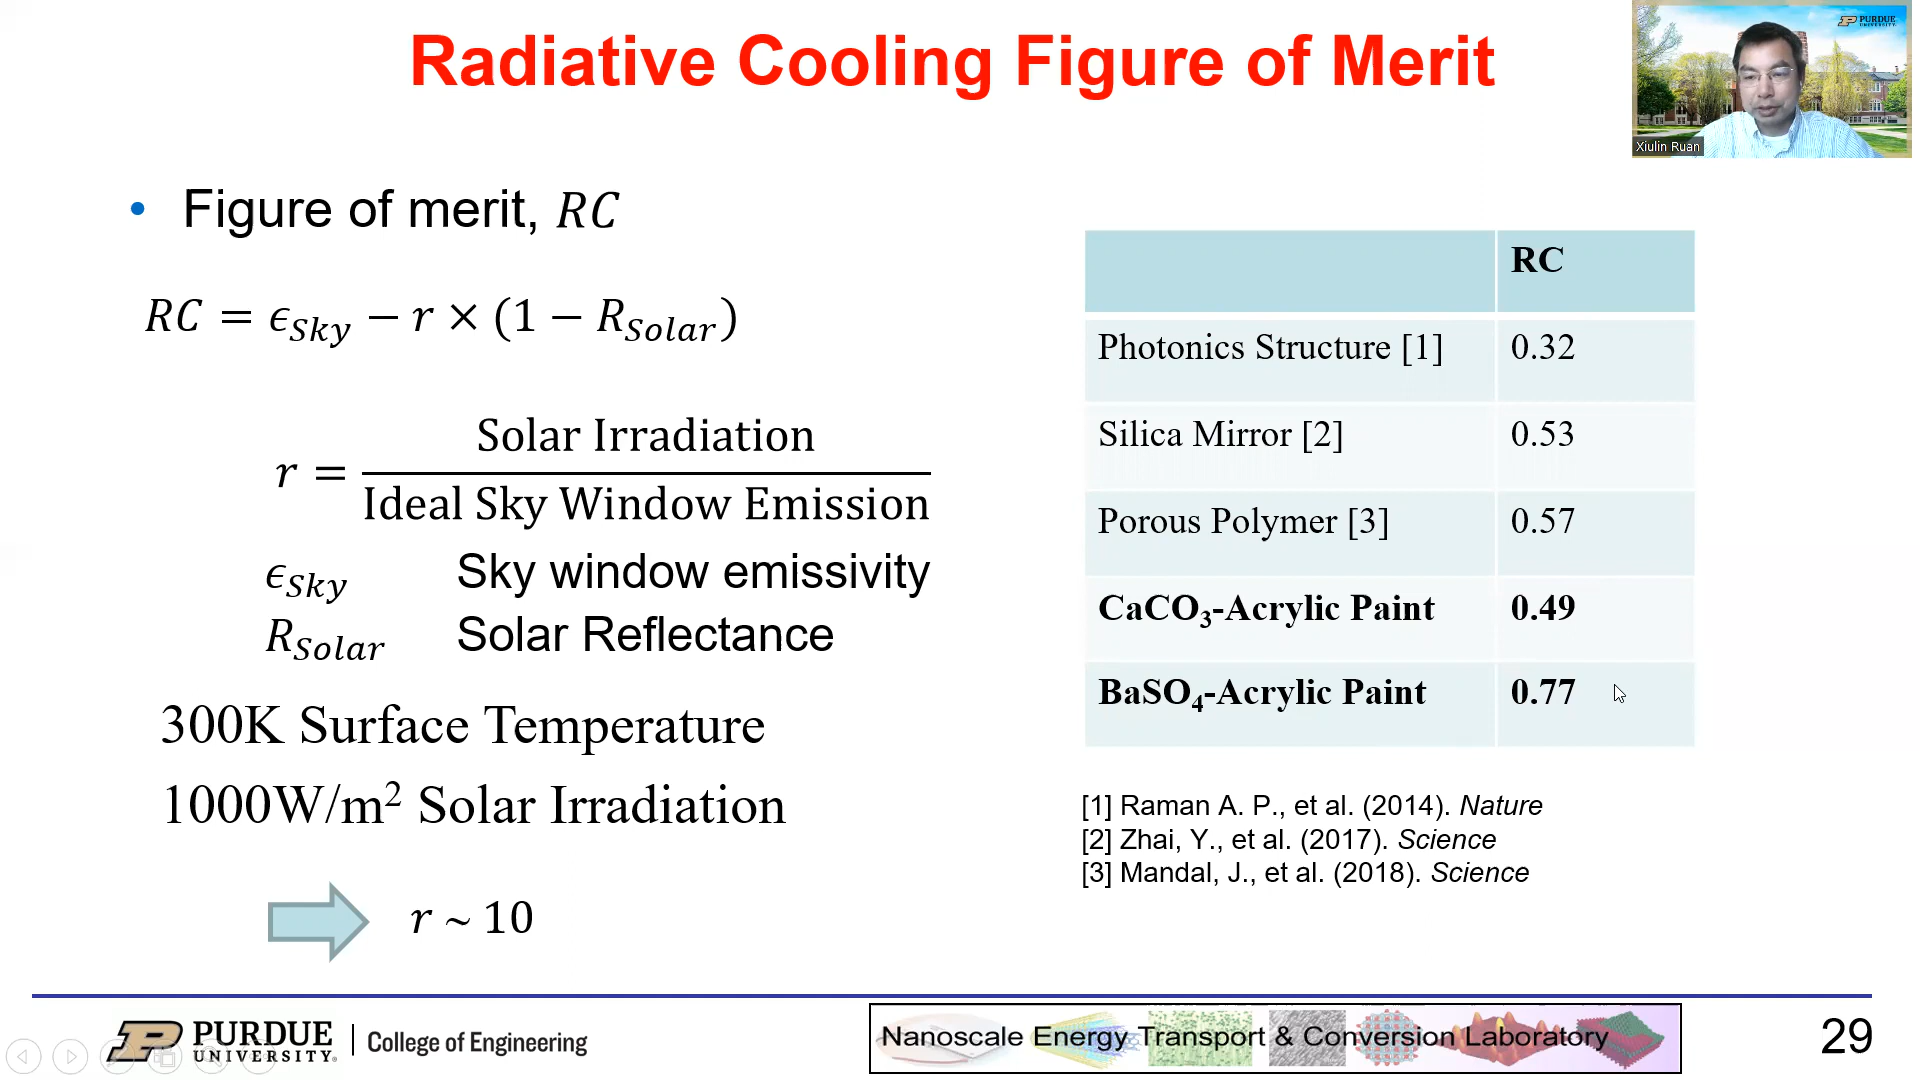 Radiative Cooling Figure of Merit
PURDUE
UNIVERSITY
Xiulin Ruan
• Figure of merit, RC
RC = ϵ_Sky − r × (1 − R_Solar)
r = Solar Irradiation / Ideal Sky Window Emission
ϵ_Sky Sky window emissivity
R_Solar Solar Reflectance
300K Surface Temperature
1000W/m² Solar Irradiation
r ~ 10
RC
Photonics Structure [1] 0.32
Silica Mirror [2] 0.53
Porous Polymer [3] 0.57
CaCO₃-Acrylic Paint 0.49
BaSO₄-Acrylic Paint 0.77
[1] Raman A. P., et al. (2014). Nature
[2] Zhai, Y., et al. (2017). Science
[3] Mandal, J., et al. (2018). Science
PURDUE
UNIVERSITY®
College of Engineering
Nanoscale Energy Transport & Conversion Laboratory
29